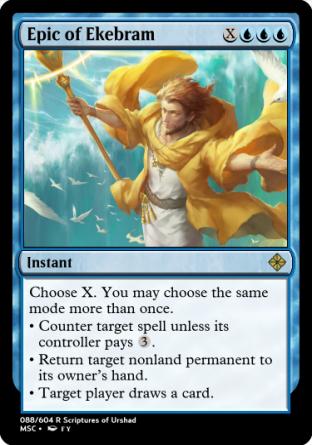 Epic of Ekebram X
Instant
Choose X. You may choose the same
mode more than once.
• Counter target spell unless its
controller pays 3.
• Return target nonland permanent to
its owner's hand.
• Target player draws a card.
088/604 R Scriptures of Urshad
MSC • FY